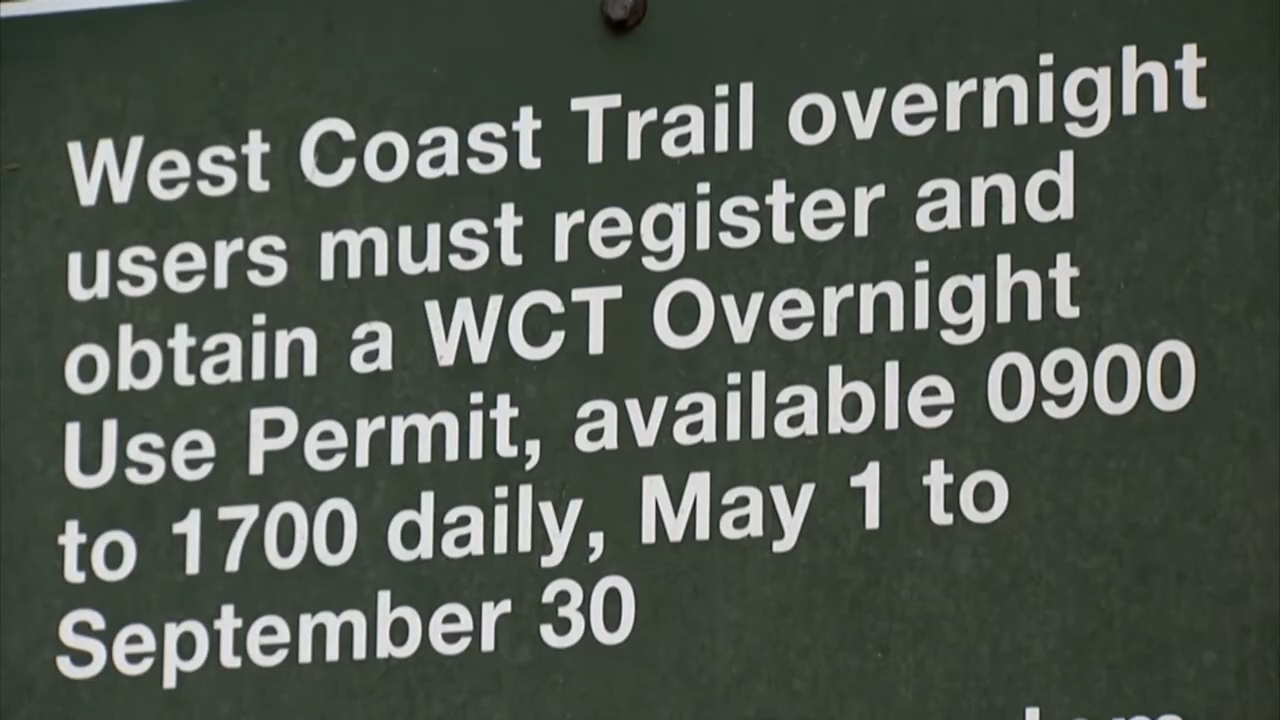 West Coast Trail overnight
users must register and
obtain a WCT Overnight
Use Permit, available 0900
to 1700 daily, May 1 to
September 30